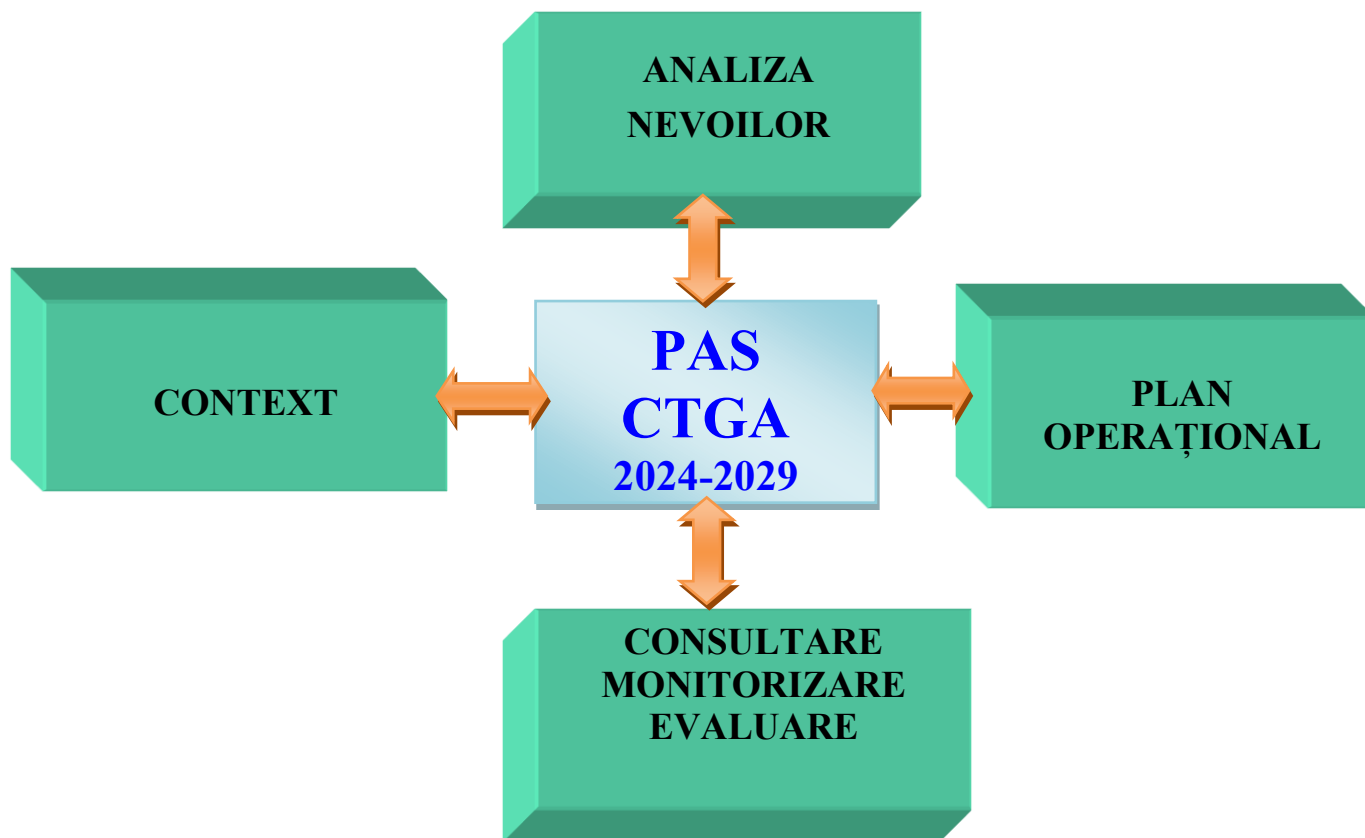 ANALIZA
NEVOILOR
CONTEXT
PAS
CTGA
2024-2029
PLAN
OPERAȚIONAL
CONSULTARE
MONITORIZARE
EVALUARE